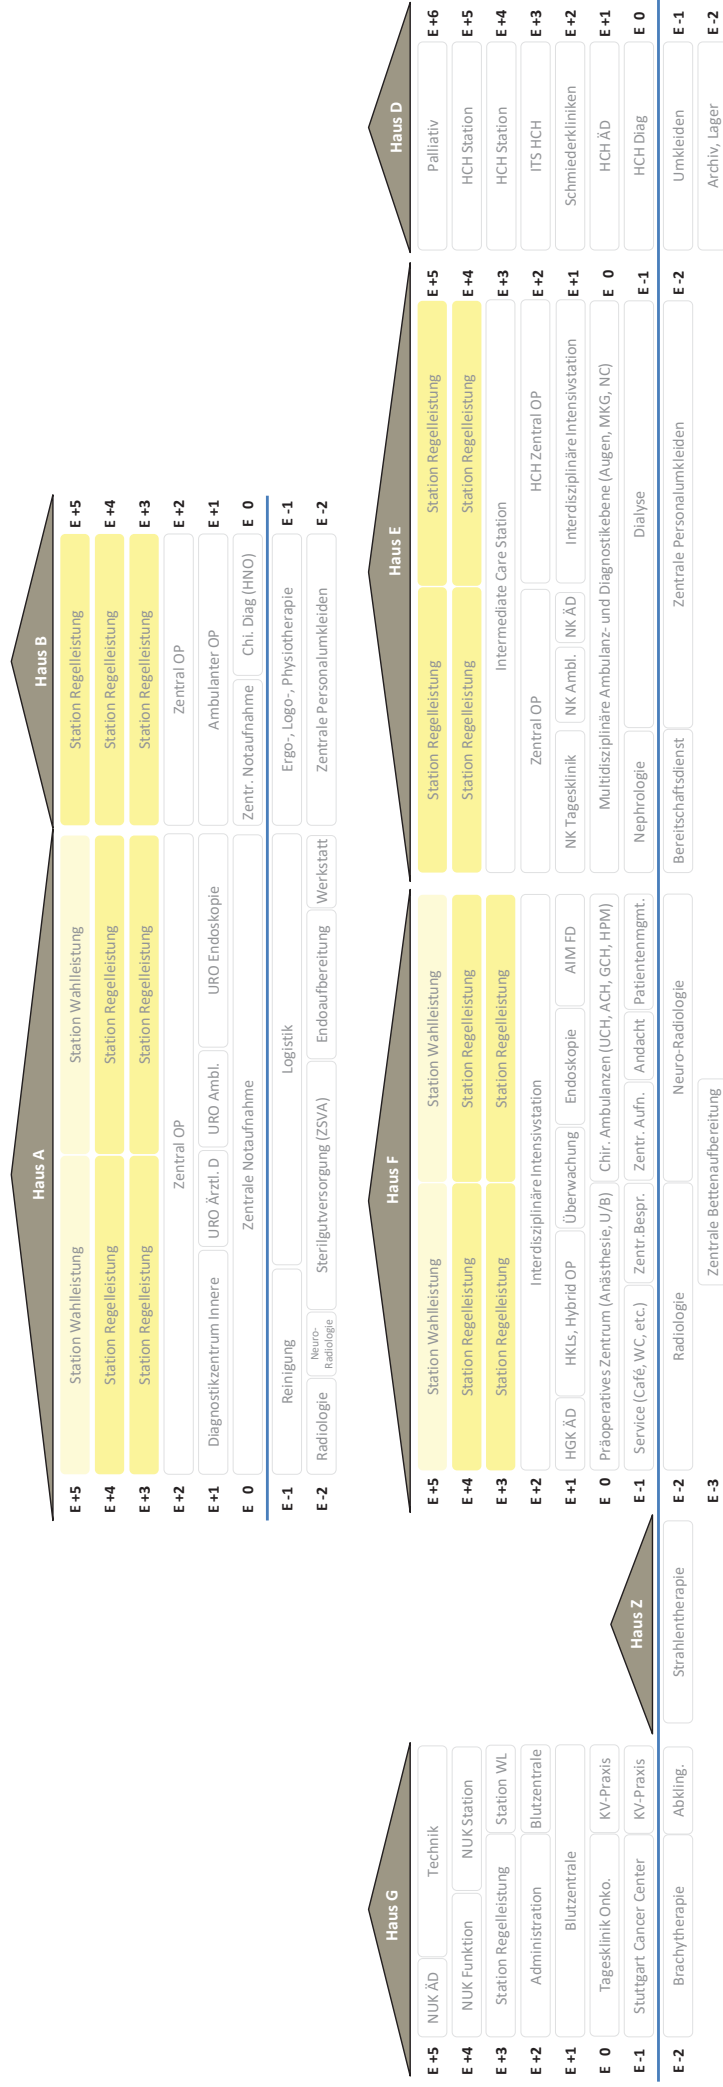 Haus A
Haus B
E +5 Station Wahlleistung Station Wahlleistung Station Regelleistung E +5
E +4 Station Regelleistung Station Regelleistung Station Regelleistung E +4
E +3 Station Regelleistung Station Regelleistung Station Regelleistung E +3
E +2 Zentral OP Zentral OP E +2
E +1 Diagnostikzentrum Innere URO Ärztl. D URO Ambl. URO Endoskopie Ambulanter OP E +1
E 0 Zentrale Notaufnahme Zentr. Notaufnahme Chi. Diag (HNO) E 0
E -1 Reinigung Logistik Ergo-, Logo-, Physiotherapie E -1
E -2 Radiologie Neuro-
Radiologie Sterilgutversorgung (ZSVA) Endoaufbereitung Werkstatt Zentrale Personalumkleiden E -2
Haus G
E +5 NUK ÄD Technik
E +4 NUK Funktion NUK Station
E +3 Station Regelleistung Station WL
E +2 Administration Blutzentrale
E +1 Blutzentrale
E 0 Tagesklinik Onko. KV-Praxis
E -1 Stuttgart Cancer Center KV-Praxis
E -2 Brachytherapie Abkling.
Haus Z
Strahlentherapie
Haus F
E +5 Station Wahlleistung Station Wahlleistung
E +4 Station Regelleistung Station Regelleistung
E +3 Station Regelleistung Station Regelleistung
E +2 Interdisziplinäre Intensivstation
E +1 HGK ÄD HKLs, Hybrid OP Überwachung Endoskopie AIM FD
E 0 Präoperatives Zentrum (Anästhesie, U/B) Chir. Ambulanzen (UCH, ACH, GCH, HPM)
E -1 Service (Café, WC, etc.) Zentr.Bespr. Zentr. Aufn. Andacht Patientenmgmt.
E -2 Radiologie Neuro-Radiologie
E -3 Zentrale Bettenaufbereitung
Haus E
Station Regelleistung Station Regelleistung E +5
Station Regelleistung Station Regelleistung E +4
Intermediate Care Station E +3
Zentral OP HCH Zentral OP E +2
NK Tagesklinik NK Ambl. NK ÄD Interdisziplinäre Intensivstation E +1
Multidisziplinäre Ambulanz- und Diagnostikebene (Augen, MKG, NC) E 0
Nephrologie Dialyse E -1
Bereitschaftsdienst Zentrale Personalumkleiden E -2
Haus D
Palliativ E +6
HCH Station E +5
HCH Station E +4
ITS HCH E +3
Schmiederkliniken E +2
HCH ÄD E +1
HCH Diag E 0
Umkleiden E -1
Archiv, Lager E -2